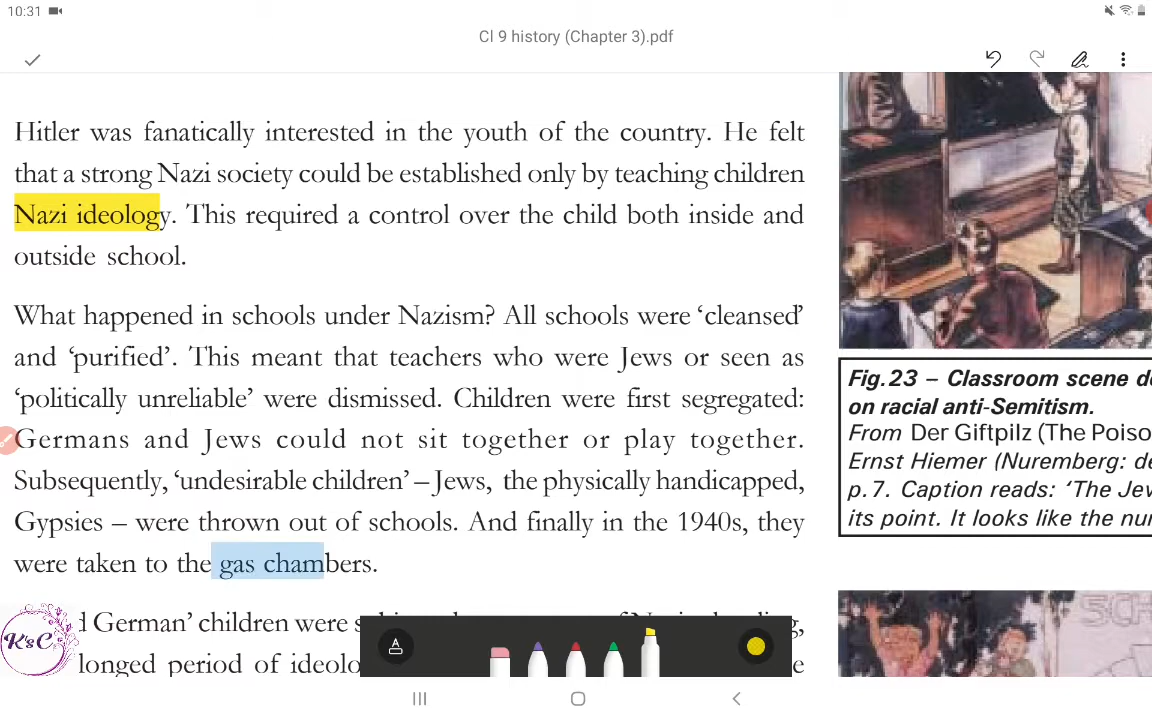 10:31
Cl 9 history (Chapter 3).pdf
Hitler was fanatically interested in the youth of the country. He felt
that a strong Nazi society could be established only by teaching children
Nazi ideology. This required a control over the child both inside and
outside school.
What happened in schools under Nazism? All schools were ‘cleansed’
and ‘purified’. This meant that teachers who were Jews or seen as
‘politically unreliable’ were dismissed. Children were first segregated:
Germans and Jews could not sit together or play together.
Subsequently, ‘undesirable children’ – Jews, the physically handicapped,
Gypsies – were thrown out of schools. And finally in the 1940s, they
were taken to the gas chambers.
German’ children were
longed period of
K's C
Fig.23 – Classroom scene
on racial anti-Semitism.
From Der Giftpilz (The
Ernst Hiemer (Nuremberg:
p.7. Caption reads: ‘The
its point. It looks like the
SCH